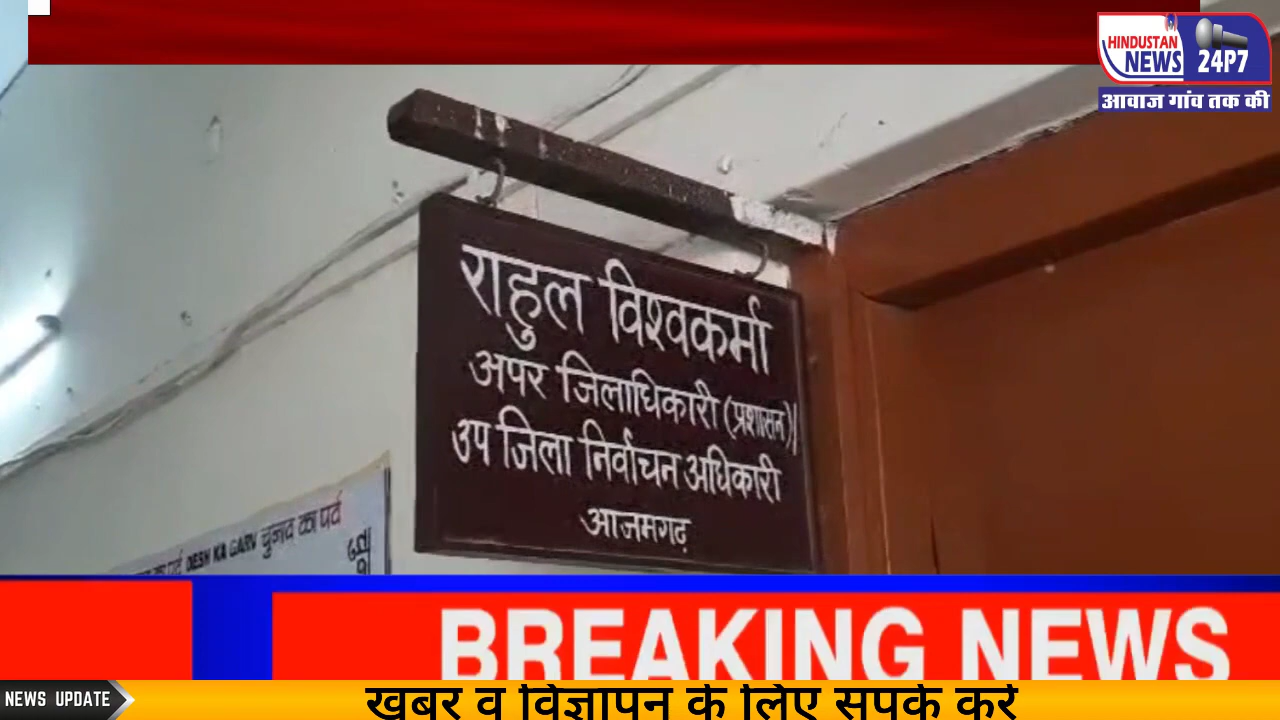 HINDUSTAN
NEWS 24P7
आवाज गांव तक की
राहुल विश्वकर्मा
अपर जिलाधिकारी (प्रशासन)/
उप जिला निर्वाचन अधिकारी
आजमगढ़
DESH KA GARV चुनाव का पर्व
BREAKING NEWS
NEWS UPDATE
खबर व विज्ञापन के लिए संपर्क करें